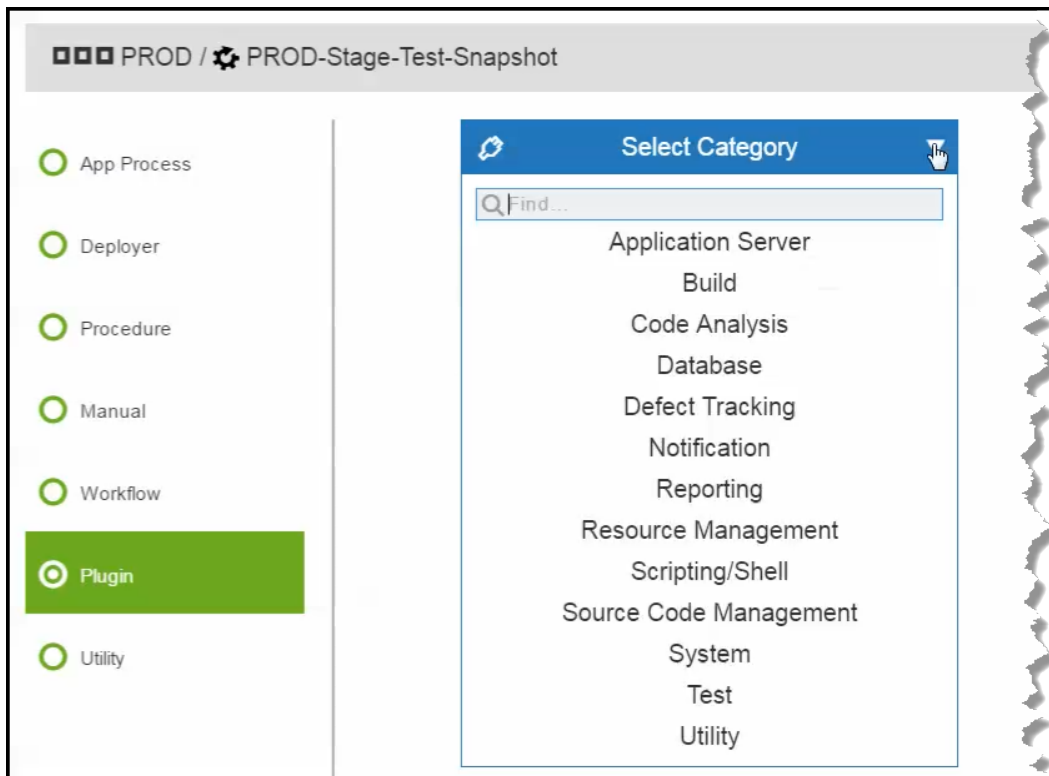 PROD / PROD-Stage-Test-Snapshot
App Process
Deployer
Procedure
Manual
Workflow
Plugin
Utility
Select Category
Find...
Application Server
Build
Code Analysis
Database
Defect Tracking
Notification
Reporting
Resource Management
Scripting/Shell
Source Code Management
System
Test
Utility